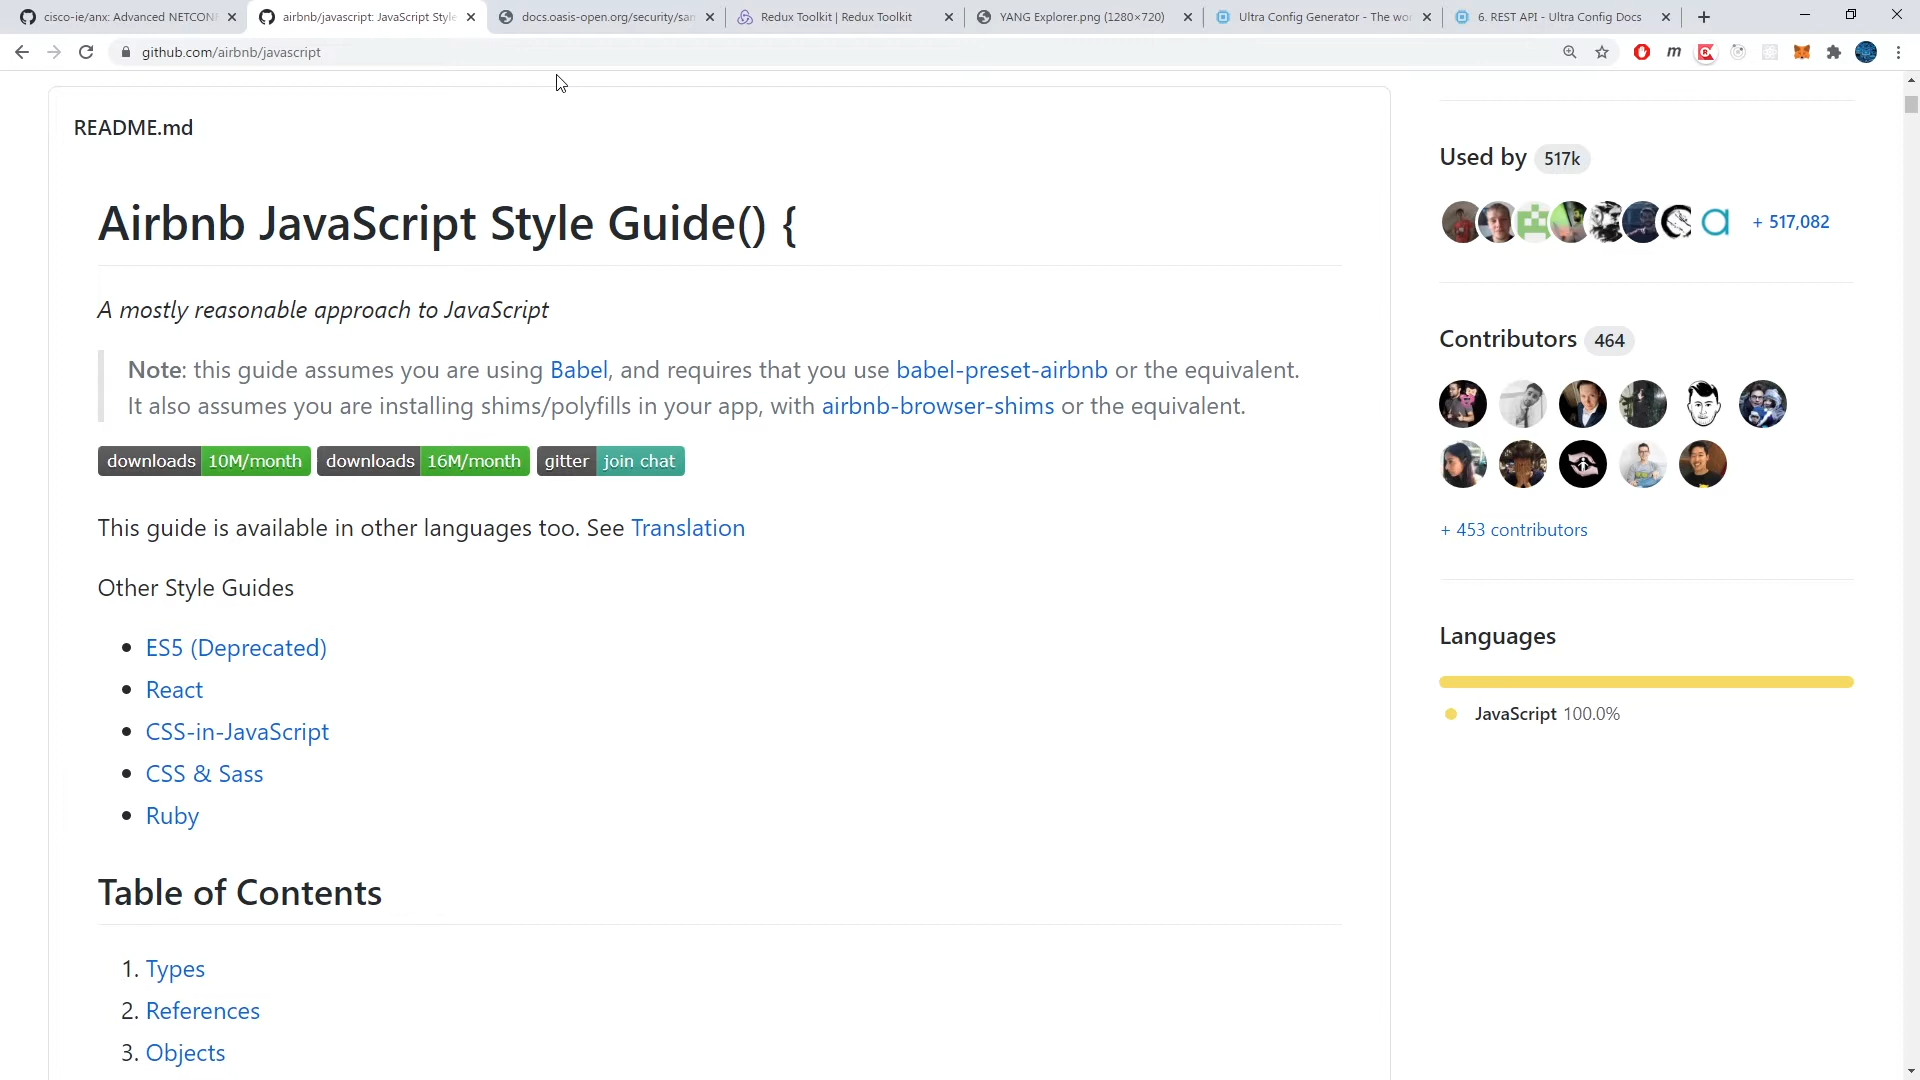 cisco-ie/anx: Advanced NETCONF
airbnb/javascript: JavaScript Style
docs.oasis-open.org/security/sam
Redux Toolkit | Redux Toolkit
YANG Explorer.png (1280×720)
Ultra Config Generator - The wor
6. REST API - Ultra Config Docs
github.com/airbnb/javascript
README.md
Airbnb JavaScript Style Guide() {
A mostly reasonable approach to JavaScript
Note: this guide assumes you are using Babel, and requires that you use babel-preset-airbnb or the equivalent.
It also assumes you are installing shims/polyfills in your app, with airbnb-browser-shims or the equivalent.
downloads 10M/month downloads 16M/month gitter join chat
This guide is available in other languages too. See Translation
Other Style Guides
• ES5 (Deprecated)
• React
• CSS-in-JavaScript
• CSS & Sass
• Ruby
Table of Contents
1. Types
2. References
3. Objects
Used by 517k
+ 517,082
Contributors 464
+ 453 contributors
Languages
JavaScript 100.0%